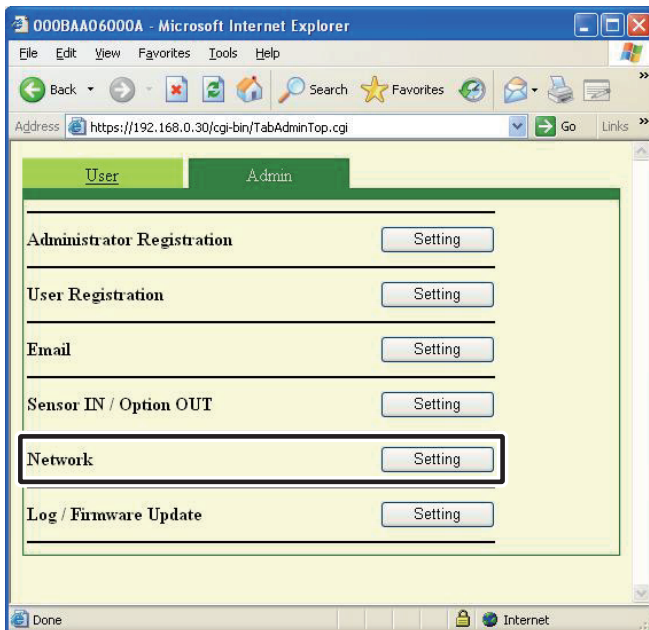 000BAA06000A - Microsoft Internet Explorer
File Edit View Favorites Tools Help
Back Search Favorites »
Address https://192.168.0.30/cgi-bin/TabAdminTop.cgi Go Links »
User Admin
Administrator Registration Setting
User Registration Setting
Email Setting
Sensor IN / Option OUT Setting
Network Setting
Log / Firmware Update Setting
Done Internet